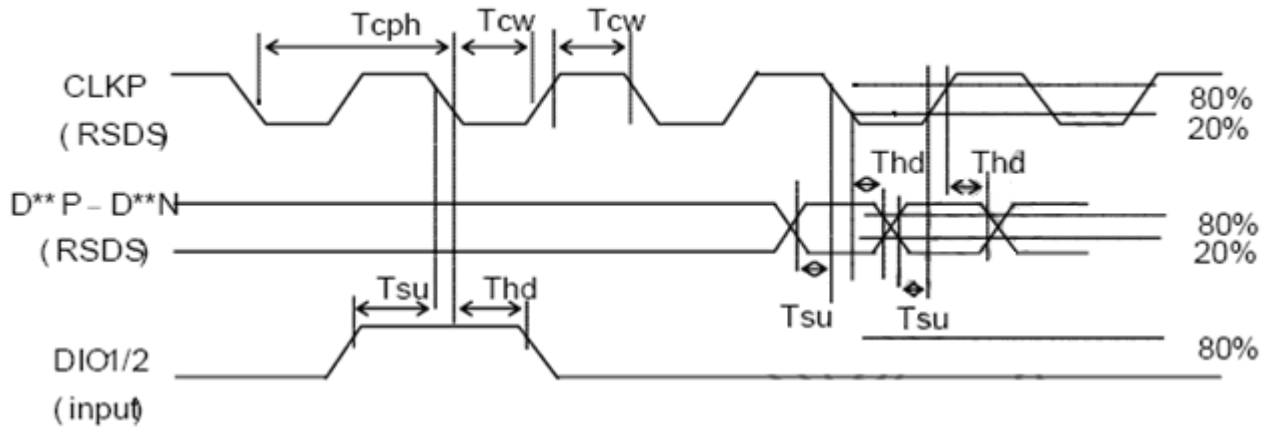 Tcph Tcw Tcw
CLKP
80%
(RSDS)
20%
Thd Thd
D**P – D**N
80%
(RSDS)
20%
Tsu Thd
Tsu Tsu
DIO1/2
80%
(input)